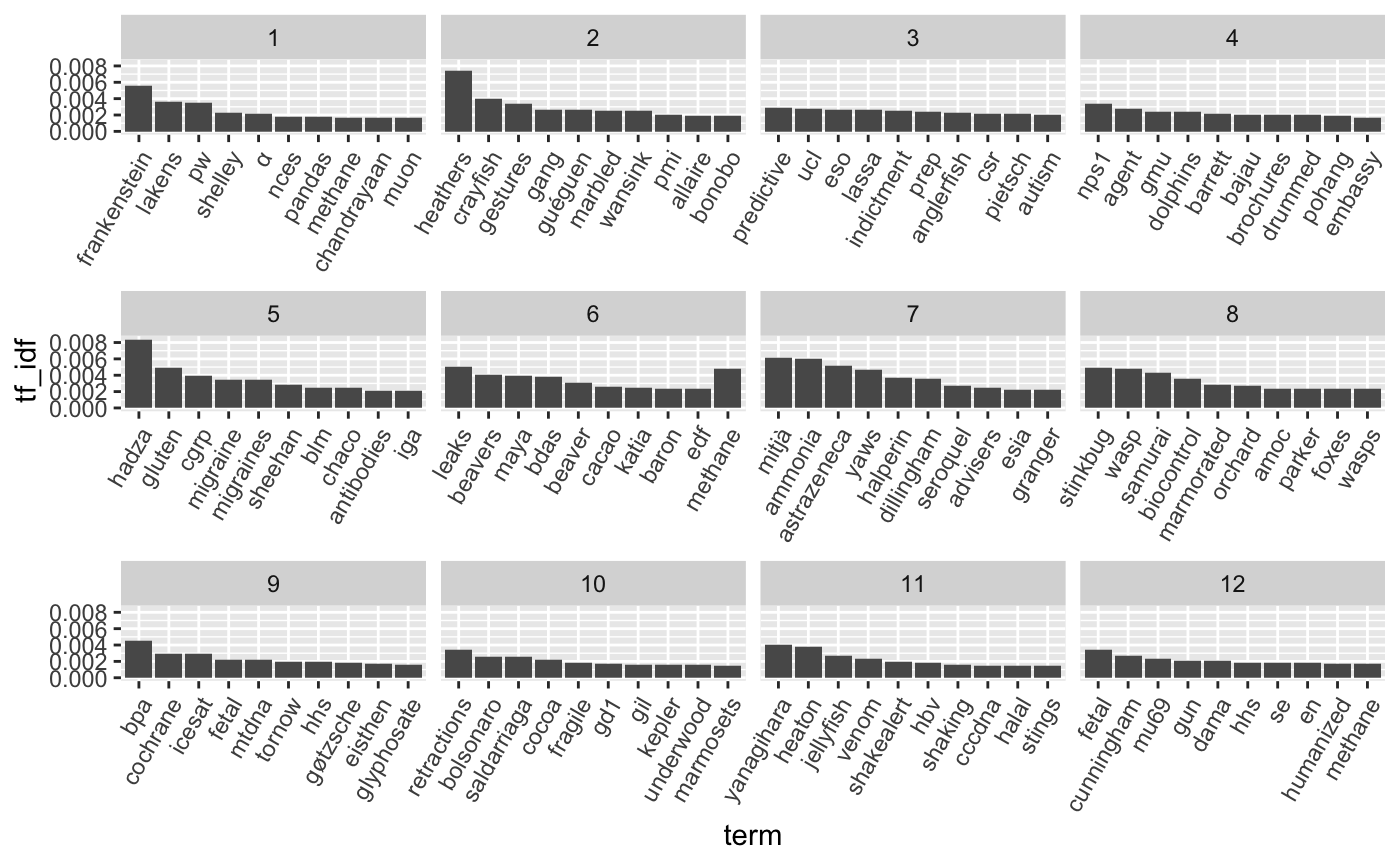 1 2 3 4
0.008
0.006
0.004
0.002
0.000
frankenstein lakens pw shelley α nces pandas methane chandrayaan muon
heathers crayfish gestures gang guéguen marbled wansink pmi allaire bonobo
predictive ucl eso lassa indictment prep anglerfish csr pietsch autism
nps1 agent gmu dolphins barrett bajau brochures drummed pohang embassy
5 6 7 8
tf_idf
0.008
0.006
0.004
0.002
0.000
hadza gluten cgrp migraine migraines sheehan blm chaco antibodies iga
leaks beavers maya bdas beaver cacao katia baron edf methane
mitjà ammonia astrazeneca yaws halperin dillingham seroquel advisers esia granger
stinkbug wasp samurai biocontrol marmorated orchard amoc parker foxes wasps
9 10 11 12
0.008
0.006
0.004
0.002
0.000
bpa cochrane icesat fetal mtdna tornow hhs gøtzsche eisthen glyphosate
retractions bolsonaro saldarriaga cocoa fragile gd1 gil kepler underwood marmosets
yanagihara heaton jellyfish venom shakealert hbv shaking cccdna halal stings
fetal cunningham mu69 gun dama hhs se en humanized methane
term